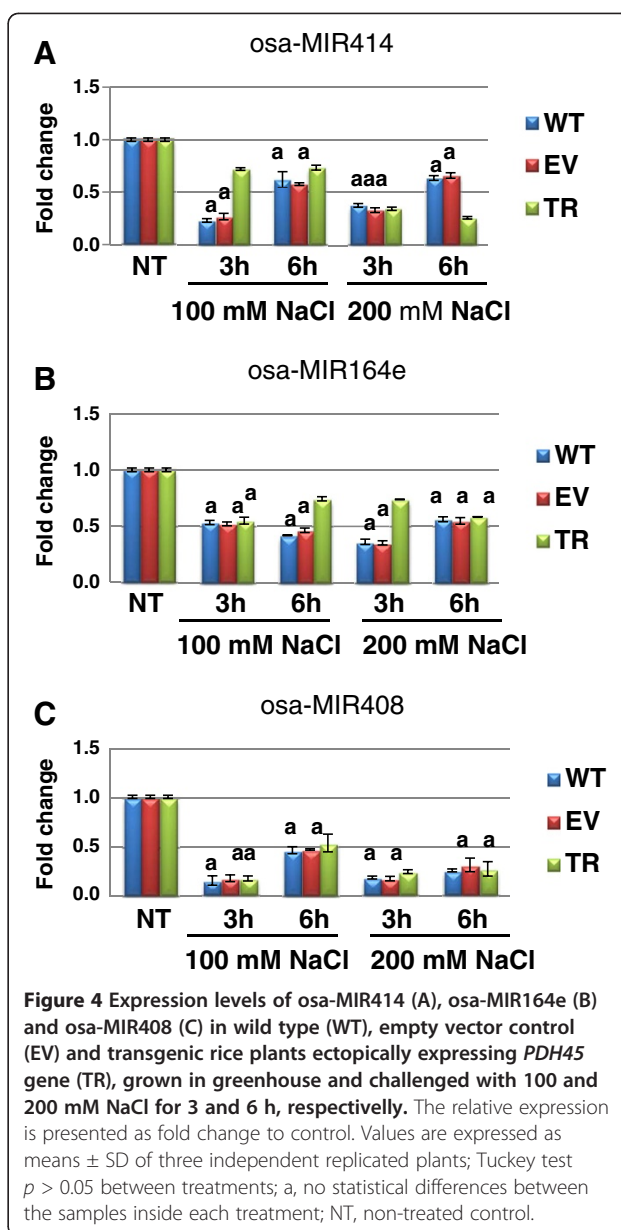 A
osa-MIR414
Fold change
1.5
1.0
0.5
0.0
a a
a a
aaa
a a
NT 3h 6h 3h 6h
100 mM NaCl 200 mM NaCl
WT
EV
TR
B
osa-MIR164e
Fold change
1.5
1.0
0.5
0.0
a a a
a a
a a
a a a
NT 3h 6h 3h 6h
100 mM NaCl 200 mM NaCl
WT
EV
TR
C
osa-MIR408
Fold change
1.5
1.0
0.5
0.0
a aa
a a
a a
a a
NT 3h 6h 3h 6h
100 mM NaCl 200 mM NaCl
WT
EV
TR
Figure 4 Expression levels of osa-MIR414 (A), osa-MIR164e (B)
and osa-MIR408 (C) in wild type (WT), empty vector control
(EV) and transgenic rice plants ectopically expressing PDH45
gene (TR), grown in greenhouse and challenged with 100 and
200 mM NaCl for 3 and 6 h, respectivelly. The relative expression
is presented as fold change to control. Values are expressed as
means ± SD of three independent replicated plants; Tuckey test
p > 0.05 between treatments; a, no statistical differences between
the samples inside each treatment; NT, non-treated control.